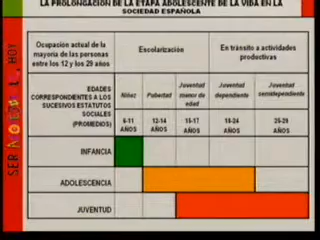 LA PROLONGACIÓN DE LA ETAPA ADOLESCENTE DE LA VIDA EN LA
SOCIEDAD ESPAÑOLA
Ocupación actual de la
mayoría de las personas
entre los 12 y los 29 años
Escolarización
En tránsito a actividades
productivas
EDADES
CORRESPONDIENTES A LOS
SUCESIVOS ESTATUTOS
SOCIALES
(PROMEDIOS)
Niñez
Pubertad
Juventud
menor de
edad
Juventud
dependiente
Juventud
semidependiente
6-11
AÑOS
12-14
AÑOS
15-17
AÑOS
18-24
AÑOS
25-29
AÑOS
INFANCIA
ADOLESCENCIA
JUVENTUD
SER
HOY